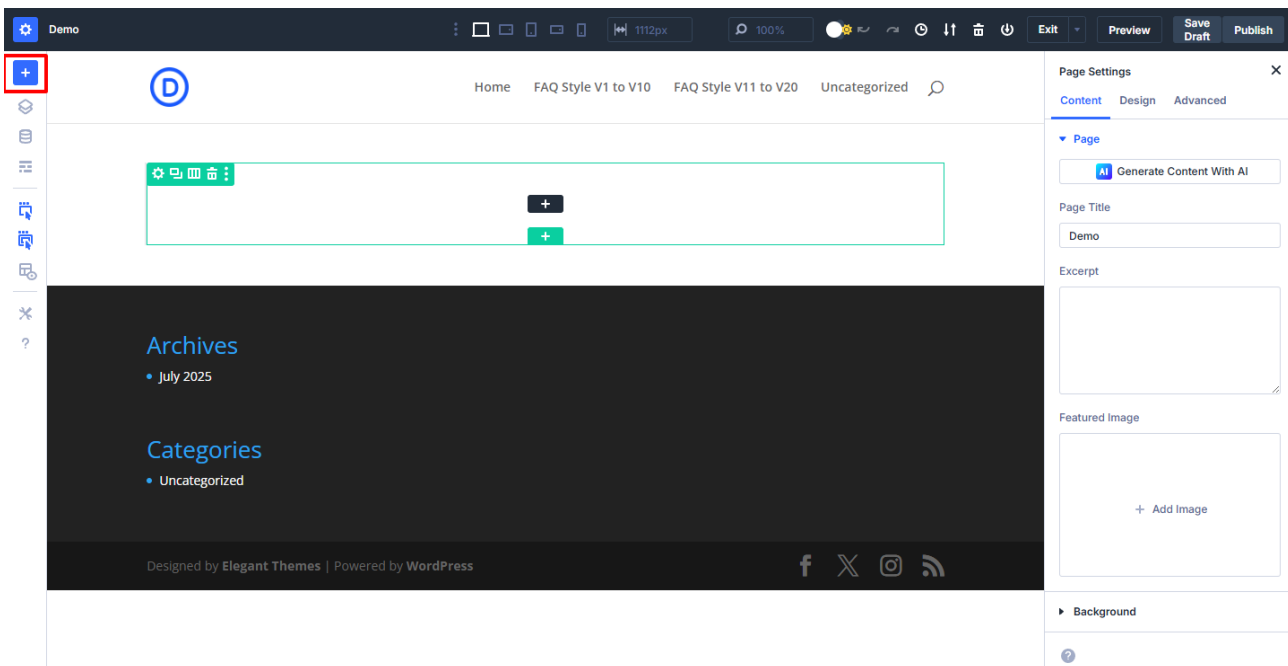 Demo
1112px
100%
Exit
Preview
Save
Draft
Publish
D
Home FAQ Style V1 to V10 FAQ Style V11 to V20 Uncategorized
Archives
July 2025
Categories
Uncategorized
Designed by Elegant Themes | Powered by WordPress
Page Settings
Content Design Advanced
Page
AI Generate Content With AI
Page Title
Demo
Excerpt
Featured Image
+ Add Image
Background